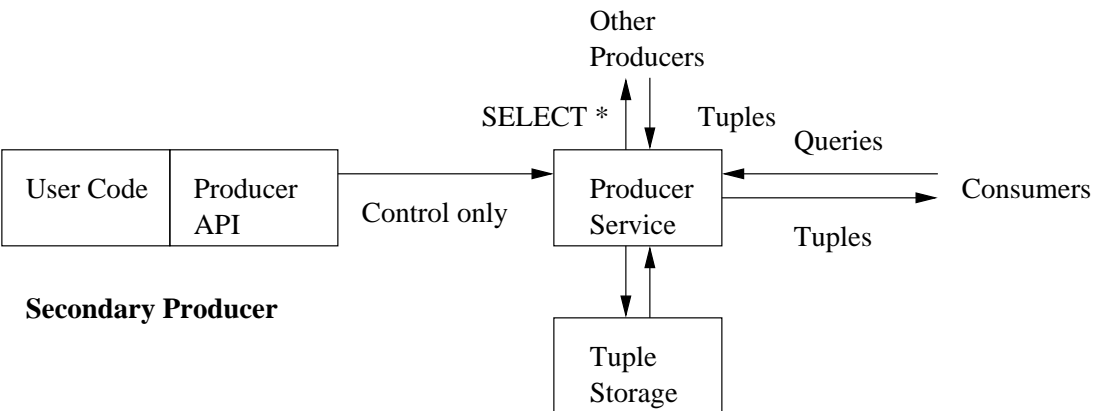 Other
Producers
SELECT *
Tuples
Queries
User Code
Producer
API
Control only
Producer
Service
Consumers
Tuples
Secondary Producer
Tuple
Storage